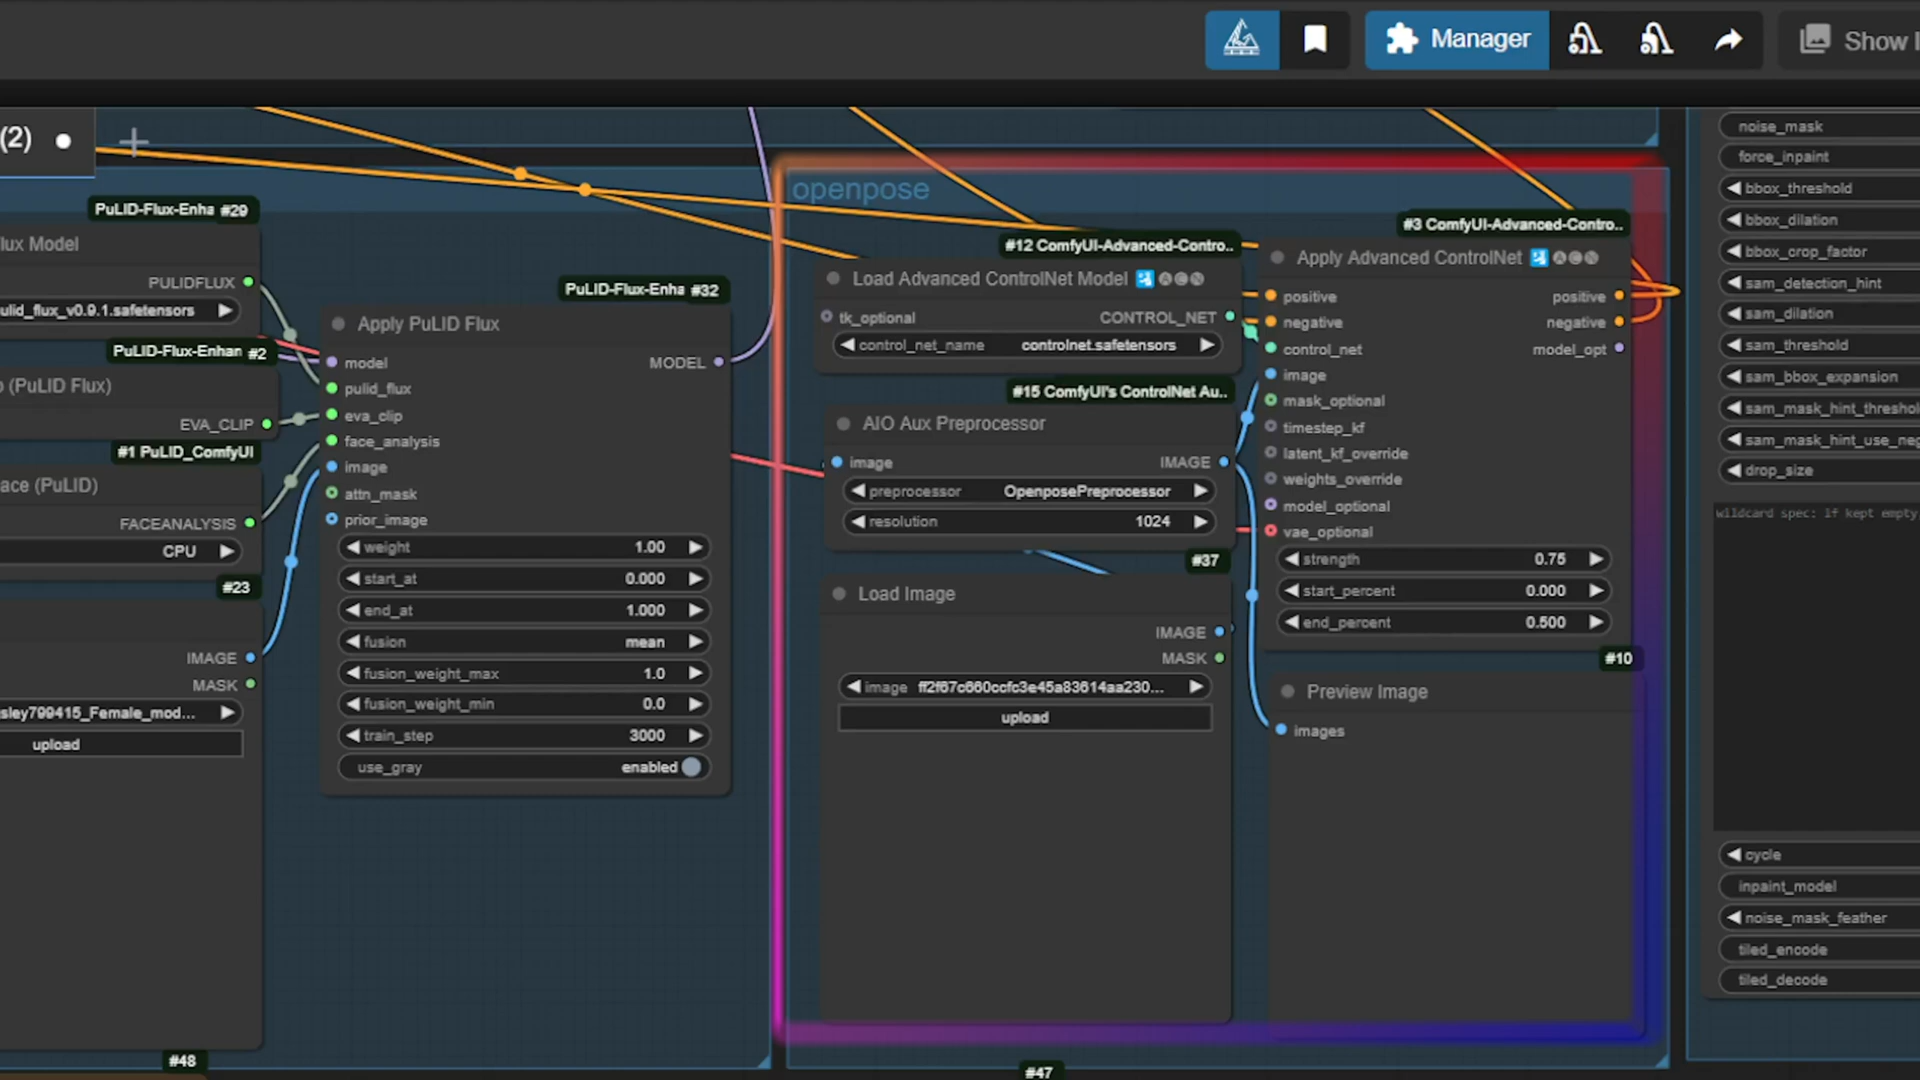 Manager
Show I
(2)
PuLID-Flux-Enha #29
lux Model
PULIDFLUX
ulid_flux_v0.9.1.safetensors
PuLID-Flux-Enhan #2
(PuLID Flux)
EVA_CLIP
#1 PuLID_ComfyUI
ace (PuLID)
FACEANALYSIS
CPU
#23
IMAGE
MASK
sley799415_Female_mod...
upload
#48
PuLID-Flux-Enha #32
Apply PuLID Flux
model
MODEL
pulid_flux
eva_clip
face_analysis
image
attn_mask
prior_image
weight 1.00
start_at 0.000
end_at 1.000
fusion mean
fusion_weight_max 1.0
fusion_weight_min 0.0
train_step 3000
use_gray enabled
openpose
#12 ComfyUI-Advanced-Contro..
Load Advanced ControlNet Model
tk_optional CONTROL_NET
control_net_name controlnet.safetensors
#15 ComfyUI's ControlNet Au..
AIO Aux Preprocessor
image IMAGE
preprocessor OpenposePreprocessor
resolution 1024
#37
Load Image
IMAGE
MASK
image ff2f67c660ccfc3e45a83614aa230...
upload
#47
#3 ComfyUI-Advanced-Contro..
Apply Advanced ControlNet
positive positive
negative negative
control_net model_opt
image
mask_optional
timestep_kf
latent_kf_override
weights_override
model_optional
vae_optional
strength 0.75
start_percent 0.000
end_percent 0.500
#10
Preview Image
images
noise_mask
force_inpaint
bbox_threshold
bbox_dilation
bbox_crop_factor
sam_detection_hint
sam_dilation
sam_threshold
sam_bbox_expansion
sam_mask_hint_threshol
sam_mask_hint_use_neg
drop_size
wildcard spec: if kept empty,
cycle
inpaint_model
noise_mask_feather
tiled_encode
tiled_decode